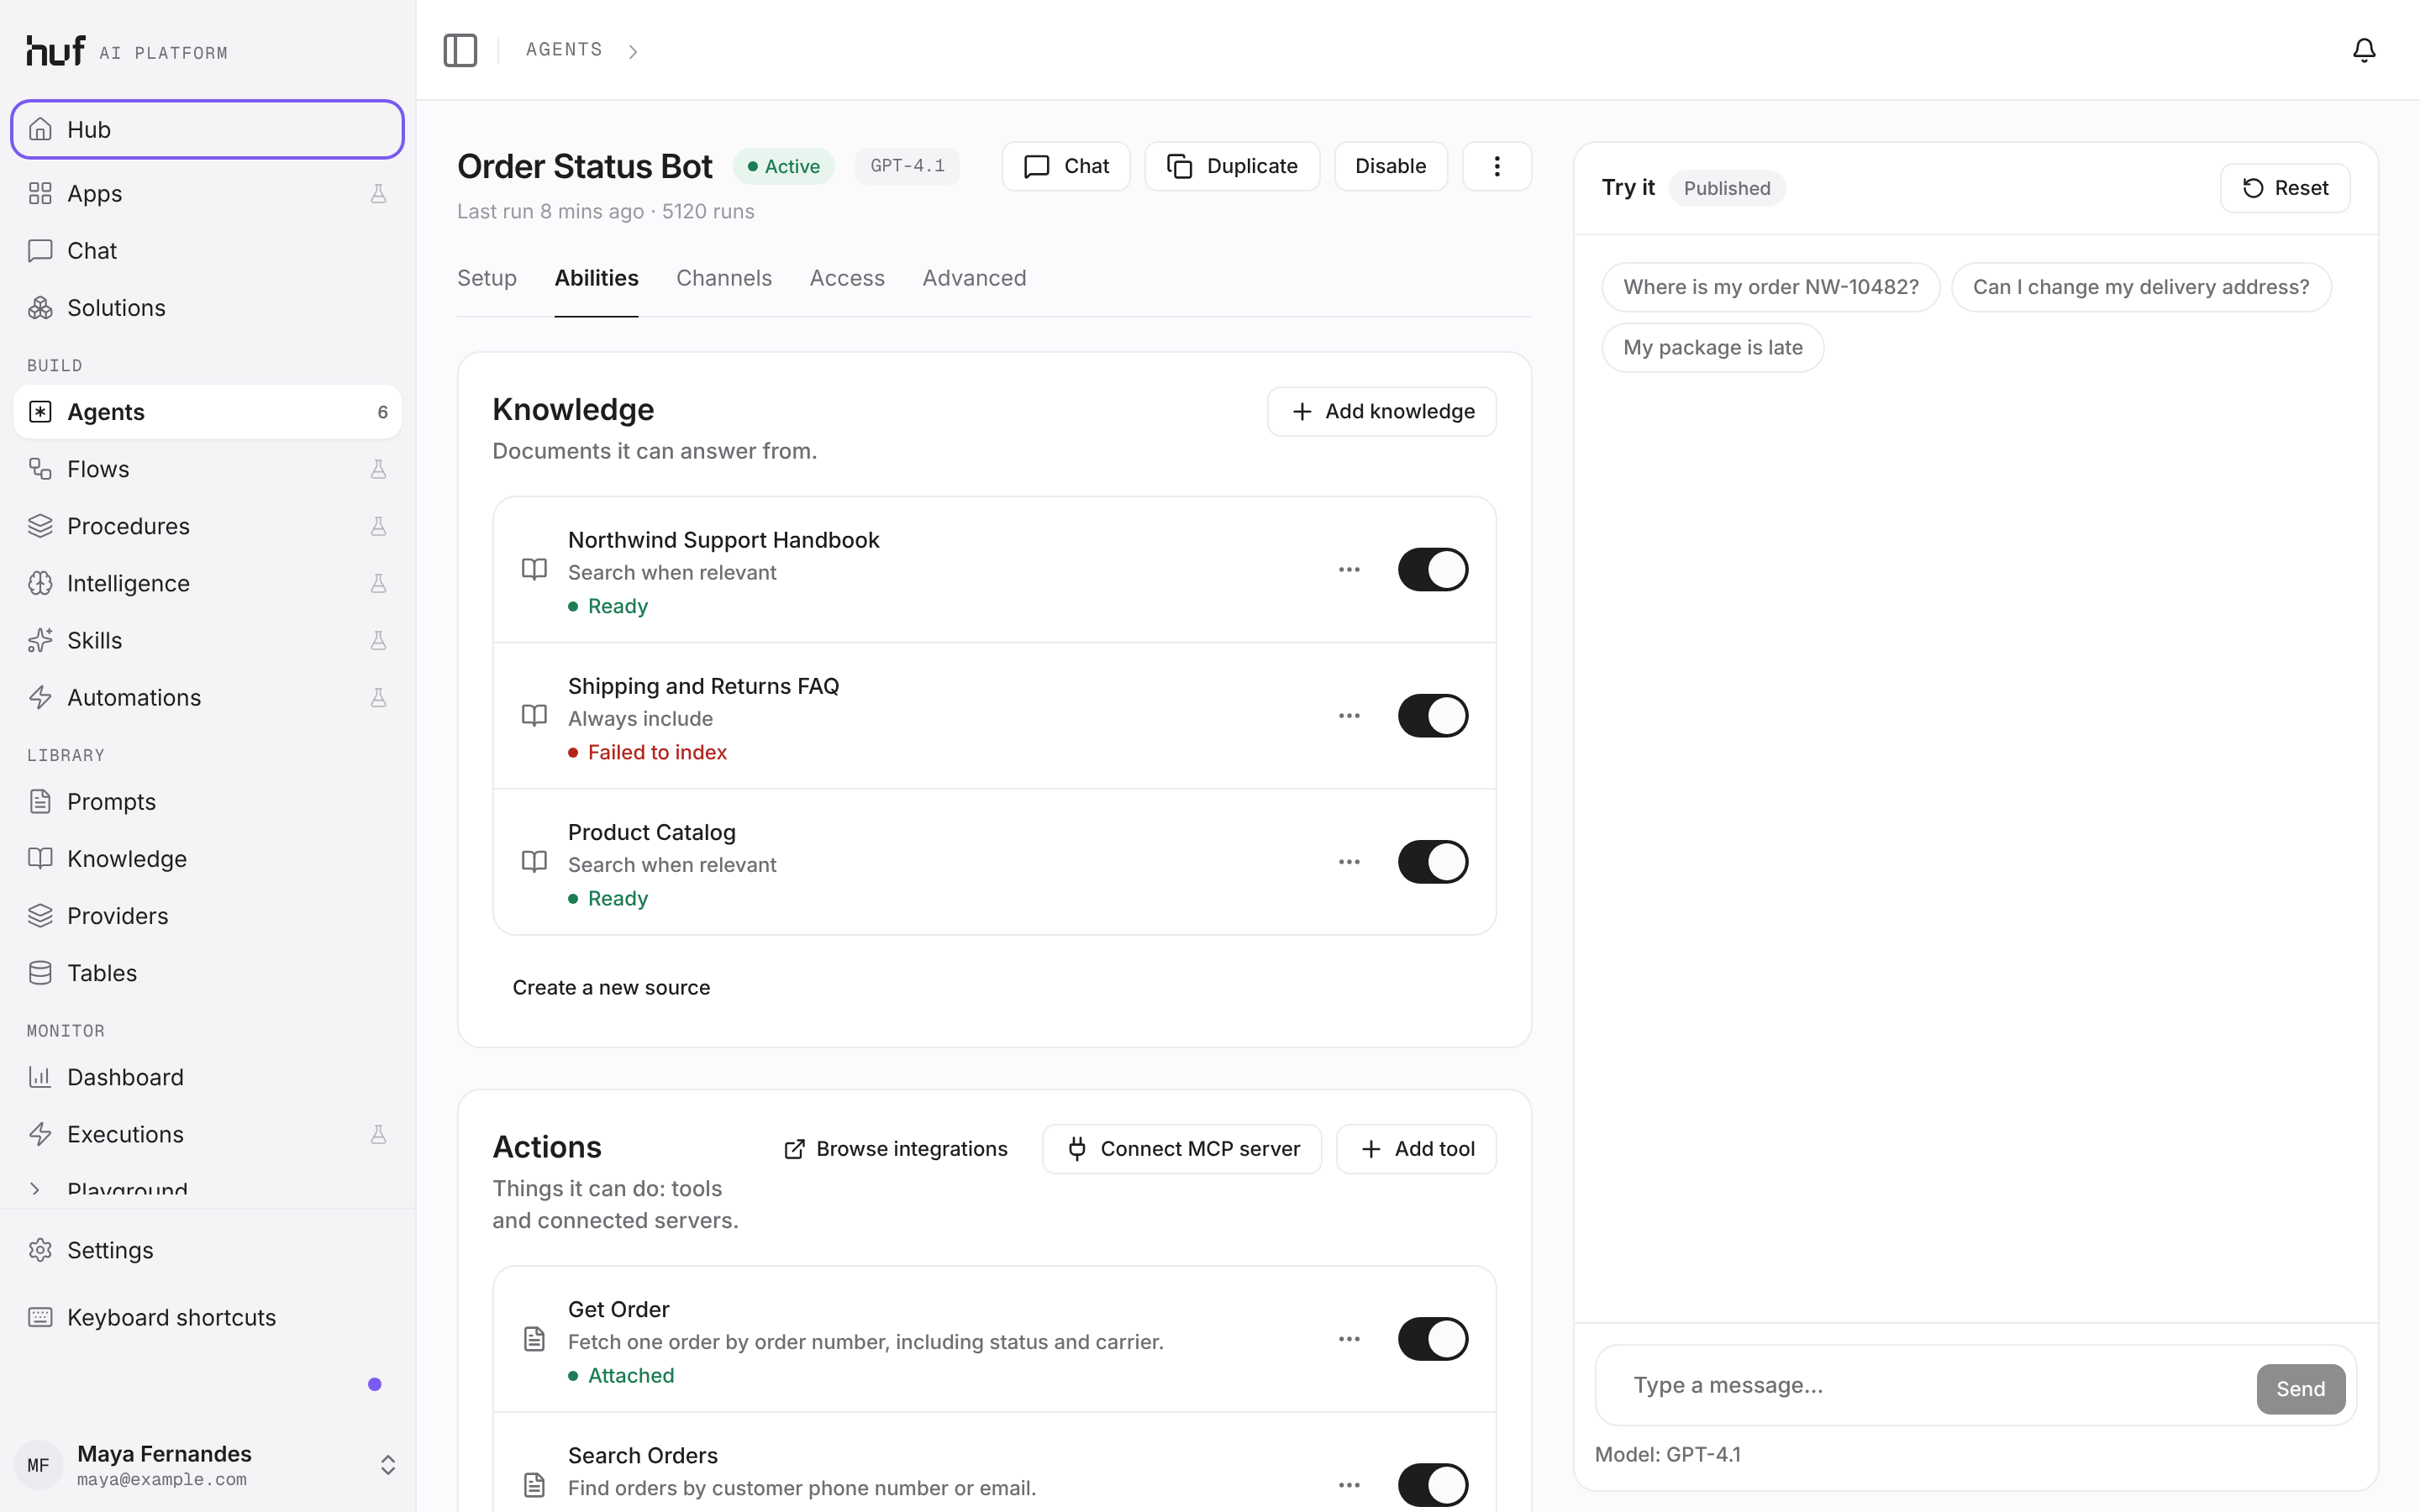 huf AI PLATFORM
Hub
Apps
Chat
Solutions
BUILD
Agents 6
Flows
Procedures
Intelligence
Skills
Automations
LIBRARY
Prompts
Knowledge
Providers
Tables
MONITOR
Dashboard
Executions
Playground
Settings
Keyboard shortcuts
MF
Maya Fernandes
maya@example.com
AGENTS
Order Status Bot
Active
GPT-4.1
Chat
Duplicate
Disable
Last run 8 mins ago · 5120 runs
Setup
Abilities
Channels
Access
Advanced
Knowledge
Add knowledge
Documents it can answer from.
Northwind Support Handbook
Search when relevant
Ready
Shipping and Returns FAQ
Always include
Failed to index
Product Catalog
Search when relevant
Ready
Create a new source
Actions
Browse integrations
Connect MCP server
Add tool
Things it can do: tools
and connected servers.
Get Order
Fetch one order by order number, including status and carrier.
Attached
Search Orders
Find orders by customer phone number or email.
Try it
Published
Reset
Where is my order NW-10482?
Can I change my delivery address?
My package is late
Type a message...
Send
Model: GPT-4.1